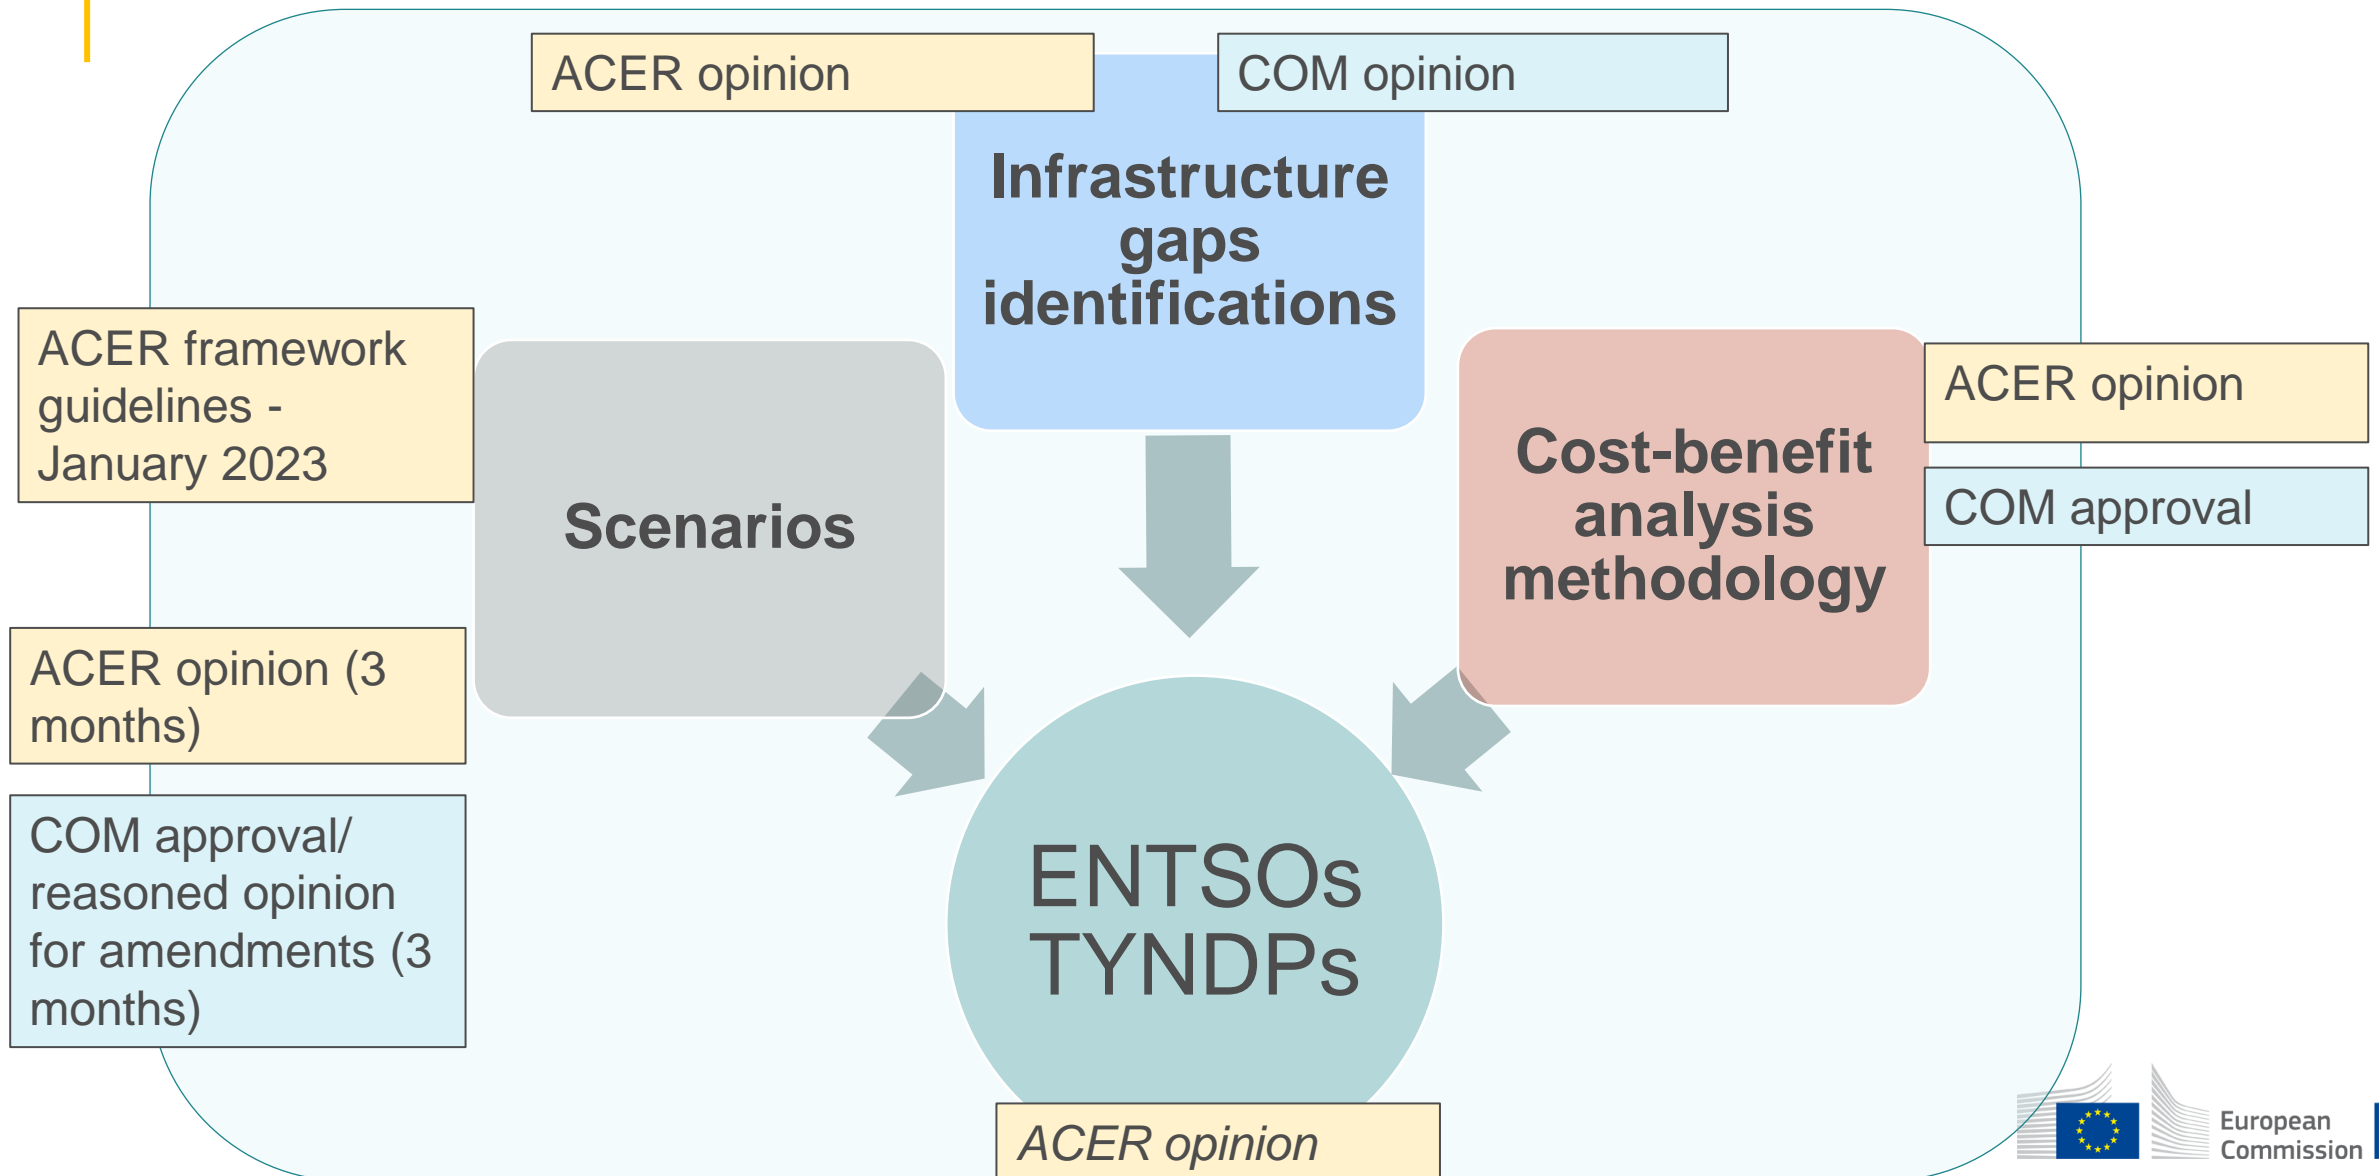 ACER opinion
COM opinion
Infrastructure
gaps
identifications
ACER framework
guidelines -
January 2023
Scenarios
ACER opinion (3
months)
COM approval/
reasoned opinion
for amendments (3
months)
Cost-benefit
analysis
methodology
ACER opinion
COM approval
ENTSOs
TYNDPs
ACER opinion
European
Commission